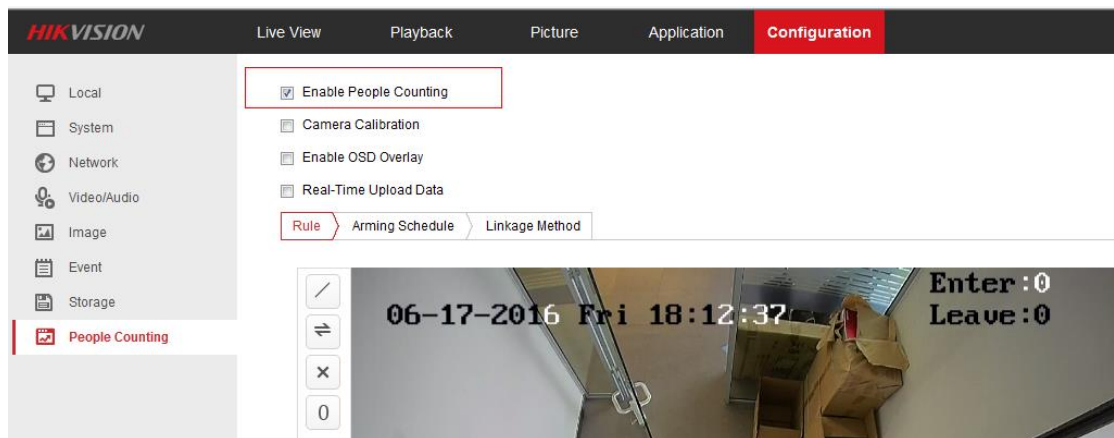 HIKVISION Live View Playback Picture Application Configuration
Local
System
Network
Video/Audio
Image
Event
Storage
People Counting
Enable People Counting
Camera Calibration
Enable OSD Overlay
Real-Time Upload Data
Rule Arming Schedule Linkage Method
0
06-17-2016 Fri 18:12:37
Enter:0
Leave:0